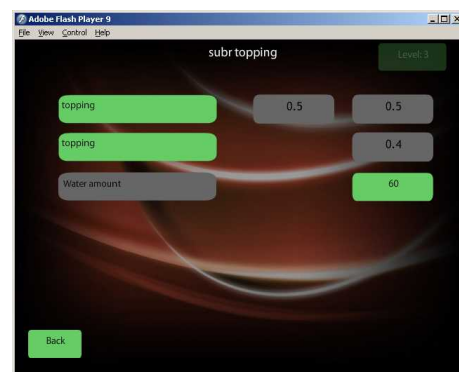 Adobe Flash Player 9
File View Control Help
subr topping
Level: 3
topping 0.5 0.5
topping 0.4
Water amount 60
Back